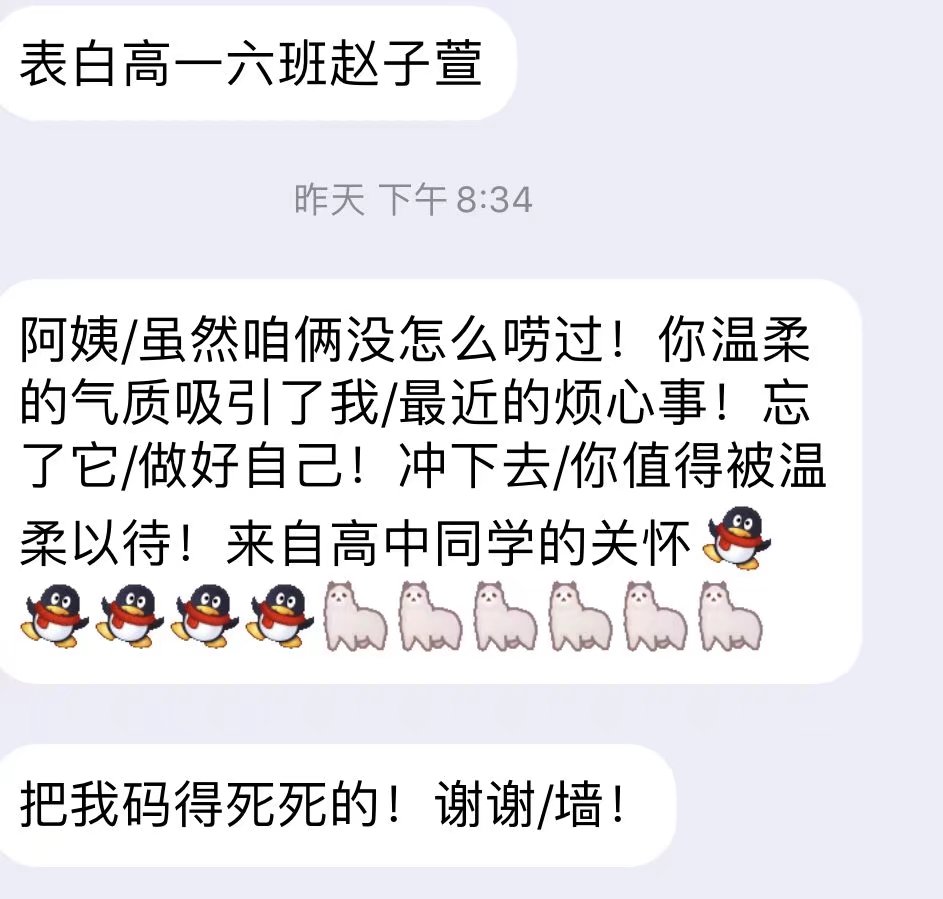 表白高一六班赵子萱
昨天 下午 8:34
阿姨/虽然咱俩没怎么唠过！你温柔
的气质吸引了我/最近的烦心事！忘
了它/做好自己！冲下去/你值得被温
柔以待！来自高中同学的关怀
把我码得死死的！谢谢/墙！